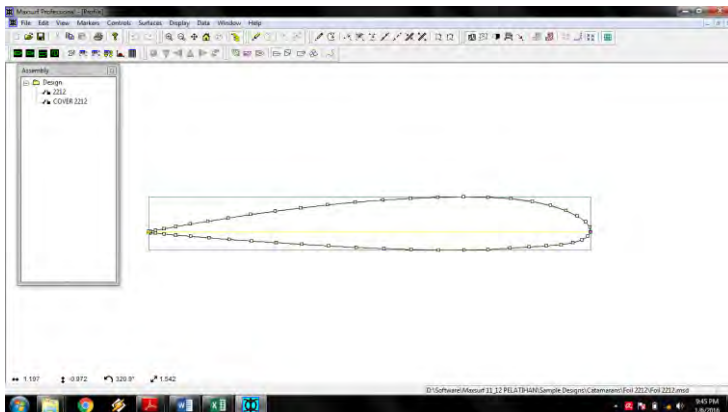 Maxsurf Professional - [Profile]
File Edit View Markers Controls Surfaces Display Data Window Help
Assembly
Design
2212
COVER 2212
1.197 -0.972 320.9° 1.542
D:\Software\Maxsurf 11_12 PELATIHAN\Sample Designs\Catamarans\Foil 2212\Foil 2212.msd
9:45 PM